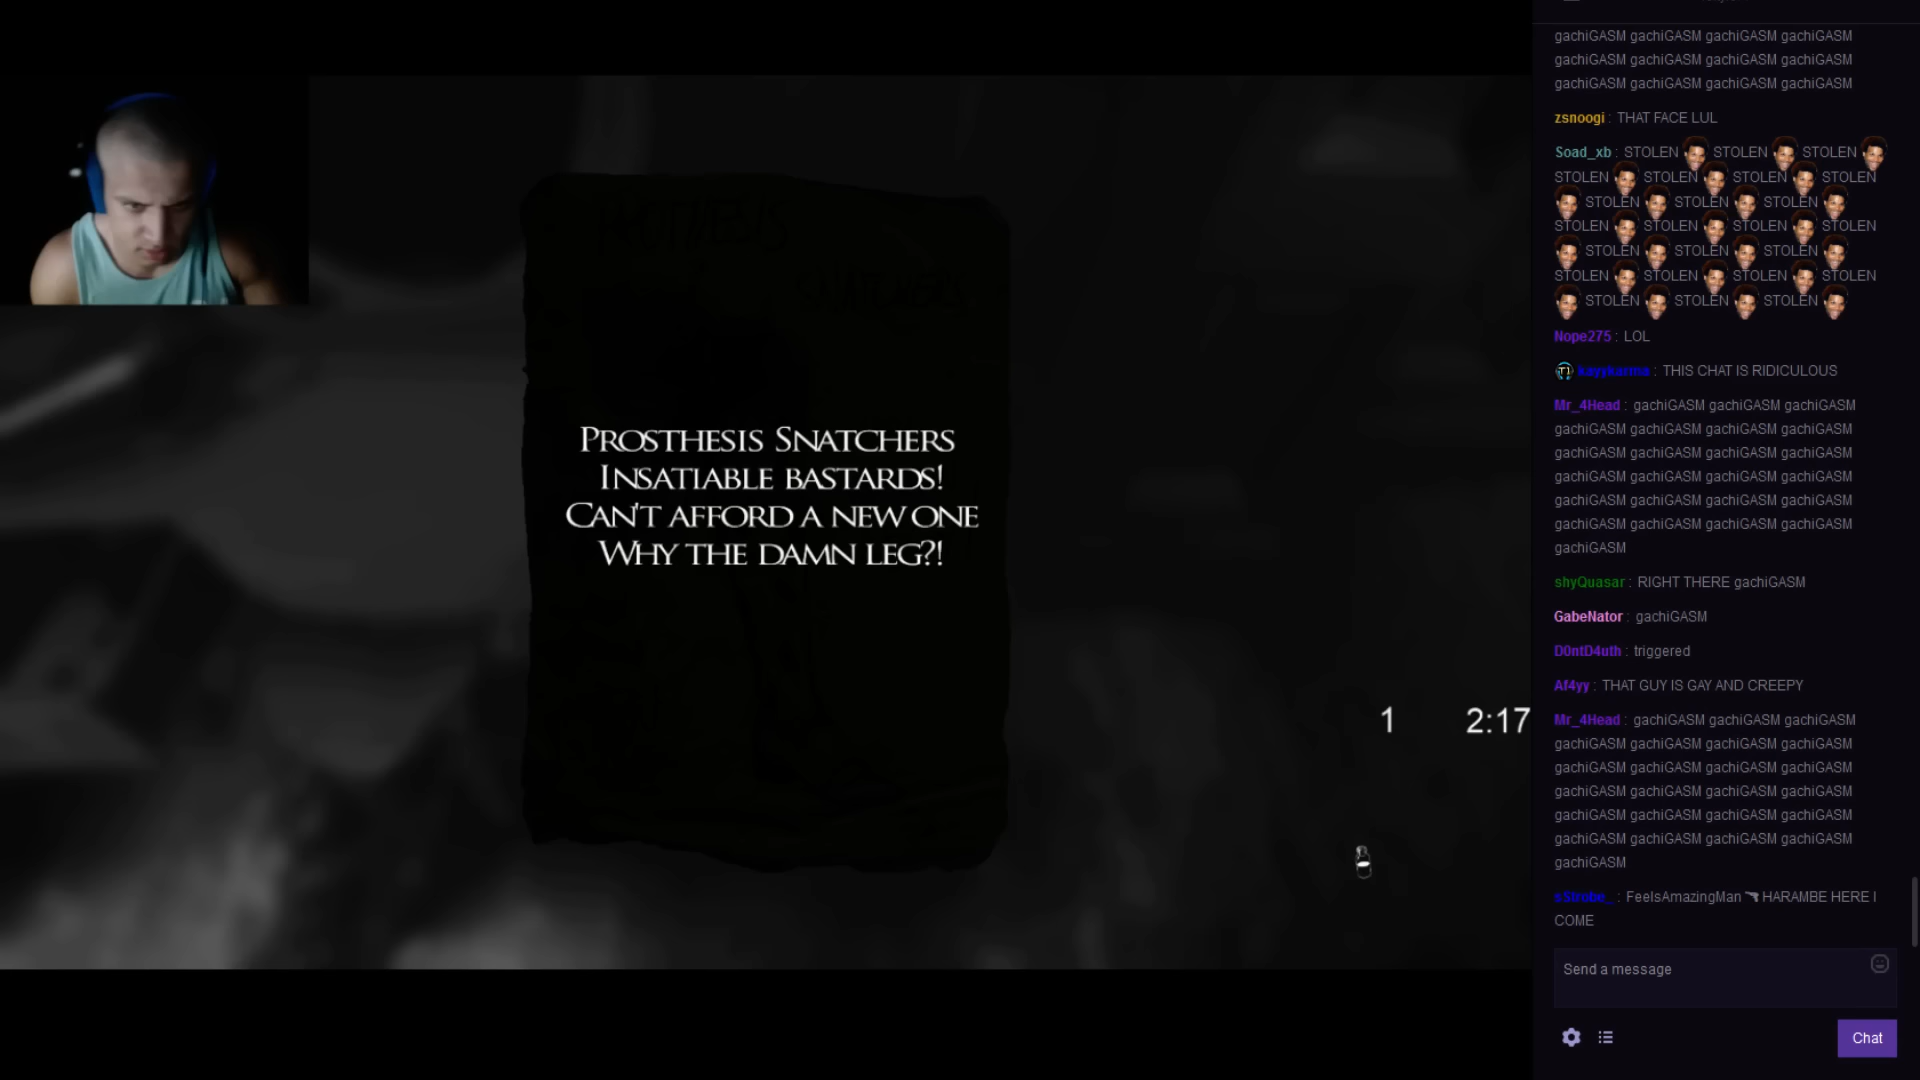 PROSTHESIS SNATCHERS
INSATIABLE BASTARDS!
CAN'T AFFORD A NEW ONE
WHY THE DAMN LEG?!
1 2:17
gachiGASM gachiGASM gachiGASM gachiGASM
gachiGASM gachiGASM gachiGASM gachiGASM
gachiGASM gachiGASM gachiGASM gachiGASM
zsnoogi : THAT FACE LUL
Soad_xb : STOLEN STOLEN STOLEN
STOLEN STOLEN STOLEN STOLEN
STOLEN STOLEN STOLEN
STOLEN STOLEN STOLEN STOLEN
STOLEN STOLEN STOLEN
STOLEN STOLEN STOLEN STOLEN
STOLEN STOLEN STOLEN
Nope275 : LOL
kayykarma : THIS CHAT IS RIDICULOUS
Mr_4Head : gachiGASM gachiGASM gachiGASM
gachiGASM gachiGASM gachiGASM gachiGASM
gachiGASM gachiGASM gachiGASM gachiGASM
gachiGASM gachiGASM gachiGASM gachiGASM
gachiGASM gachiGASM gachiGASM gachiGASM
gachiGASM gachiGASM gachiGASM gachiGASM
gachiGASM
shyQuasar : RIGHT THERE gachiGASM
GabeNator : gachiGASM
D0ntD4uth : triggered
Af4yy : THAT GUY IS GAY AND CREEPY
Mr_4Head : gachiGASM gachiGASM gachiGASM
gachiGASM gachiGASM gachiGASM gachiGASM
gachiGASM gachiGASM gachiGASM gachiGASM
gachiGASM gachiGASM gachiGASM gachiGASM
gachiGASM gachiGASM gachiGASM gachiGASM
gachiGASM gachiGASM gachiGASM gachiGASM
gachiGASM
: FeelsAmazingMan HARAMBE HERE I
COME
Send a message
Chat